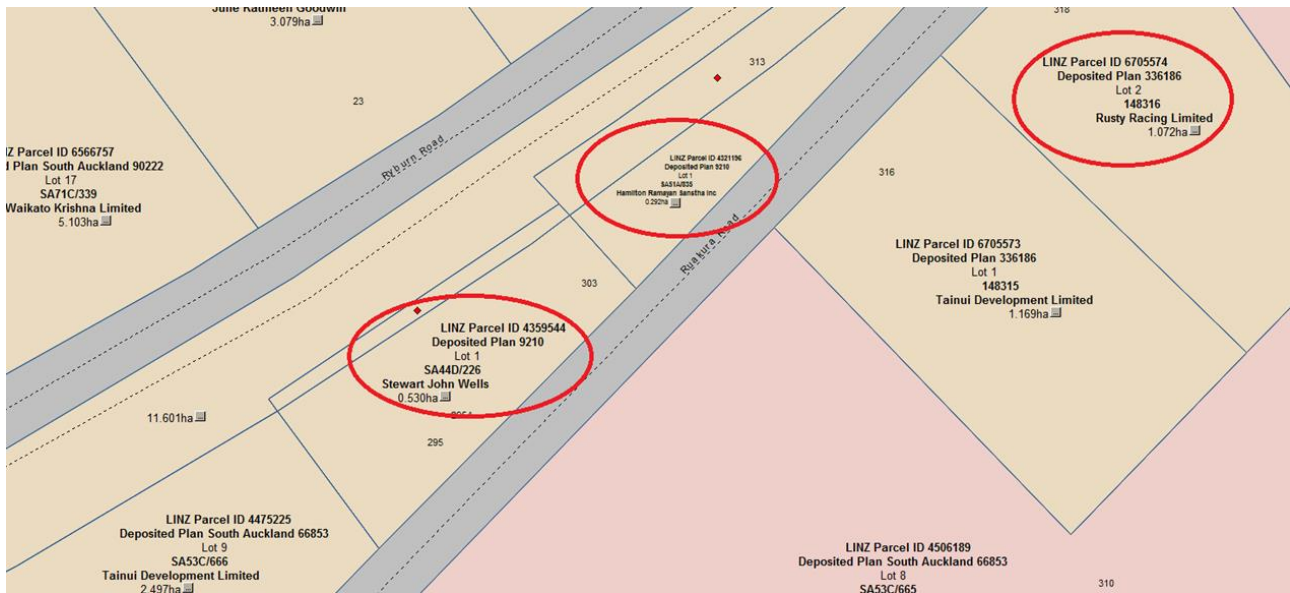 Julie Kathleen Goodwin
3.079ha
318
313
23
LINZ Parcel ID 6705574
Deposited Plan 336186
Lot 2
148316
Rusty Racing Limited
1.072ha
Ryburn Road
IZ Parcel ID 6566757
d Plan South Auckland 90222
Lot 17
SA71C/339
Waikato Krishna Limited
5.103ha
LINZ Parcel ID 4321196
Deposited Plan 9210
Lot 1
SA51A/835
Hamilton Ramayan Sanstha Inc
0.292ha
316
Ruakura Road
LINZ Parcel ID 6705573
Deposited Plan 336186
Lot 1
148315
Tainui Development Limited
1.169ha
303
LINZ Parcel ID 4359544
Deposited Plan 9210
Lot 1
SA44D/226
Stewart John Wells
0.530ha
11.601ha
295
LINZ Parcel ID 4475225
Deposited Plan South Auckland 66853
Lot 9
SA53C/666
Tainui Development Limited
2.497ha
LINZ Parcel ID 4506189
Deposited Plan South Auckland 66853
Lot 8
SA53C/665
310